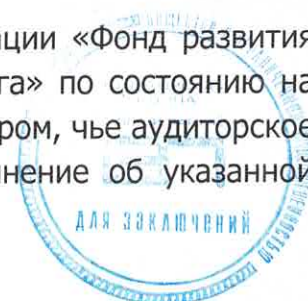 ации «Фонд развития
га» по состоянию на
ром, чье аудиторское
нение об указанной
ДЛЯ ЗАКЛЮЧЕНИЙ